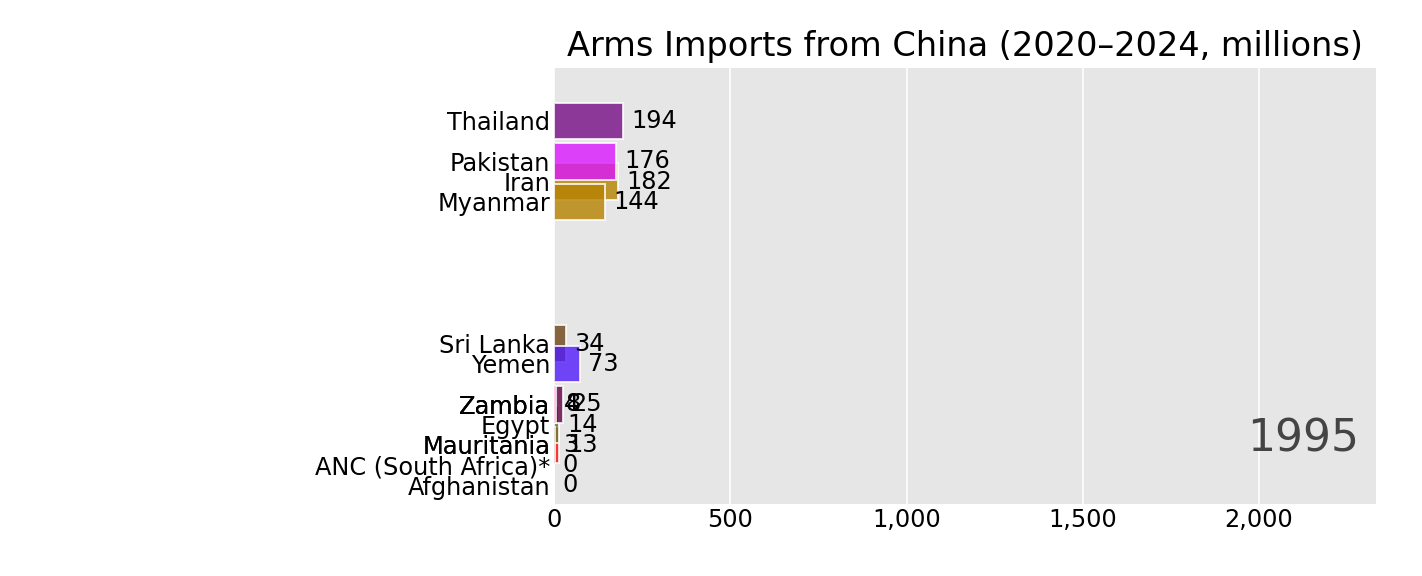 Arms Imports from China (2020–2024, millions)
Thailand 194
Pakistan 176
Iran 182
Myanmar 144
Sri Lanka 34
Yemen 73
Zambia 25
Egypt 14
Mauritania 13
ANC (South Africa)* 0
Afghanistan 0
1995
0 500 1,000 1,500 2,000